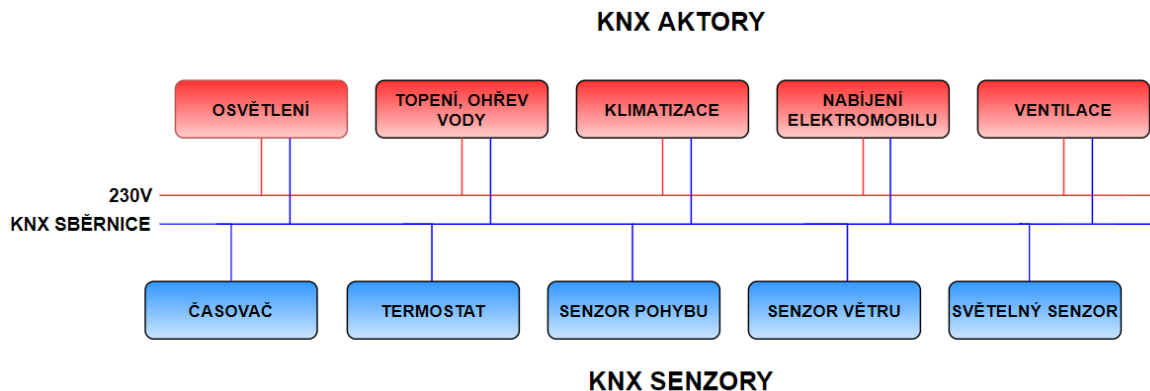 KNX AKTORY
OSVĚTLENÍ
TOPENÍ, OHŘEV
VODY
KLIMATIZACE
NABÍJENÍ
ELEKTROMOBILU
VENTILACE
230V
KNX SBĚRNICE
ČASOVAČ
TERMOSTAT
SENZOR POHYBU
SENZOR VĚTRU
SVĚTELNÝ SENZOR
KNX SENZORY